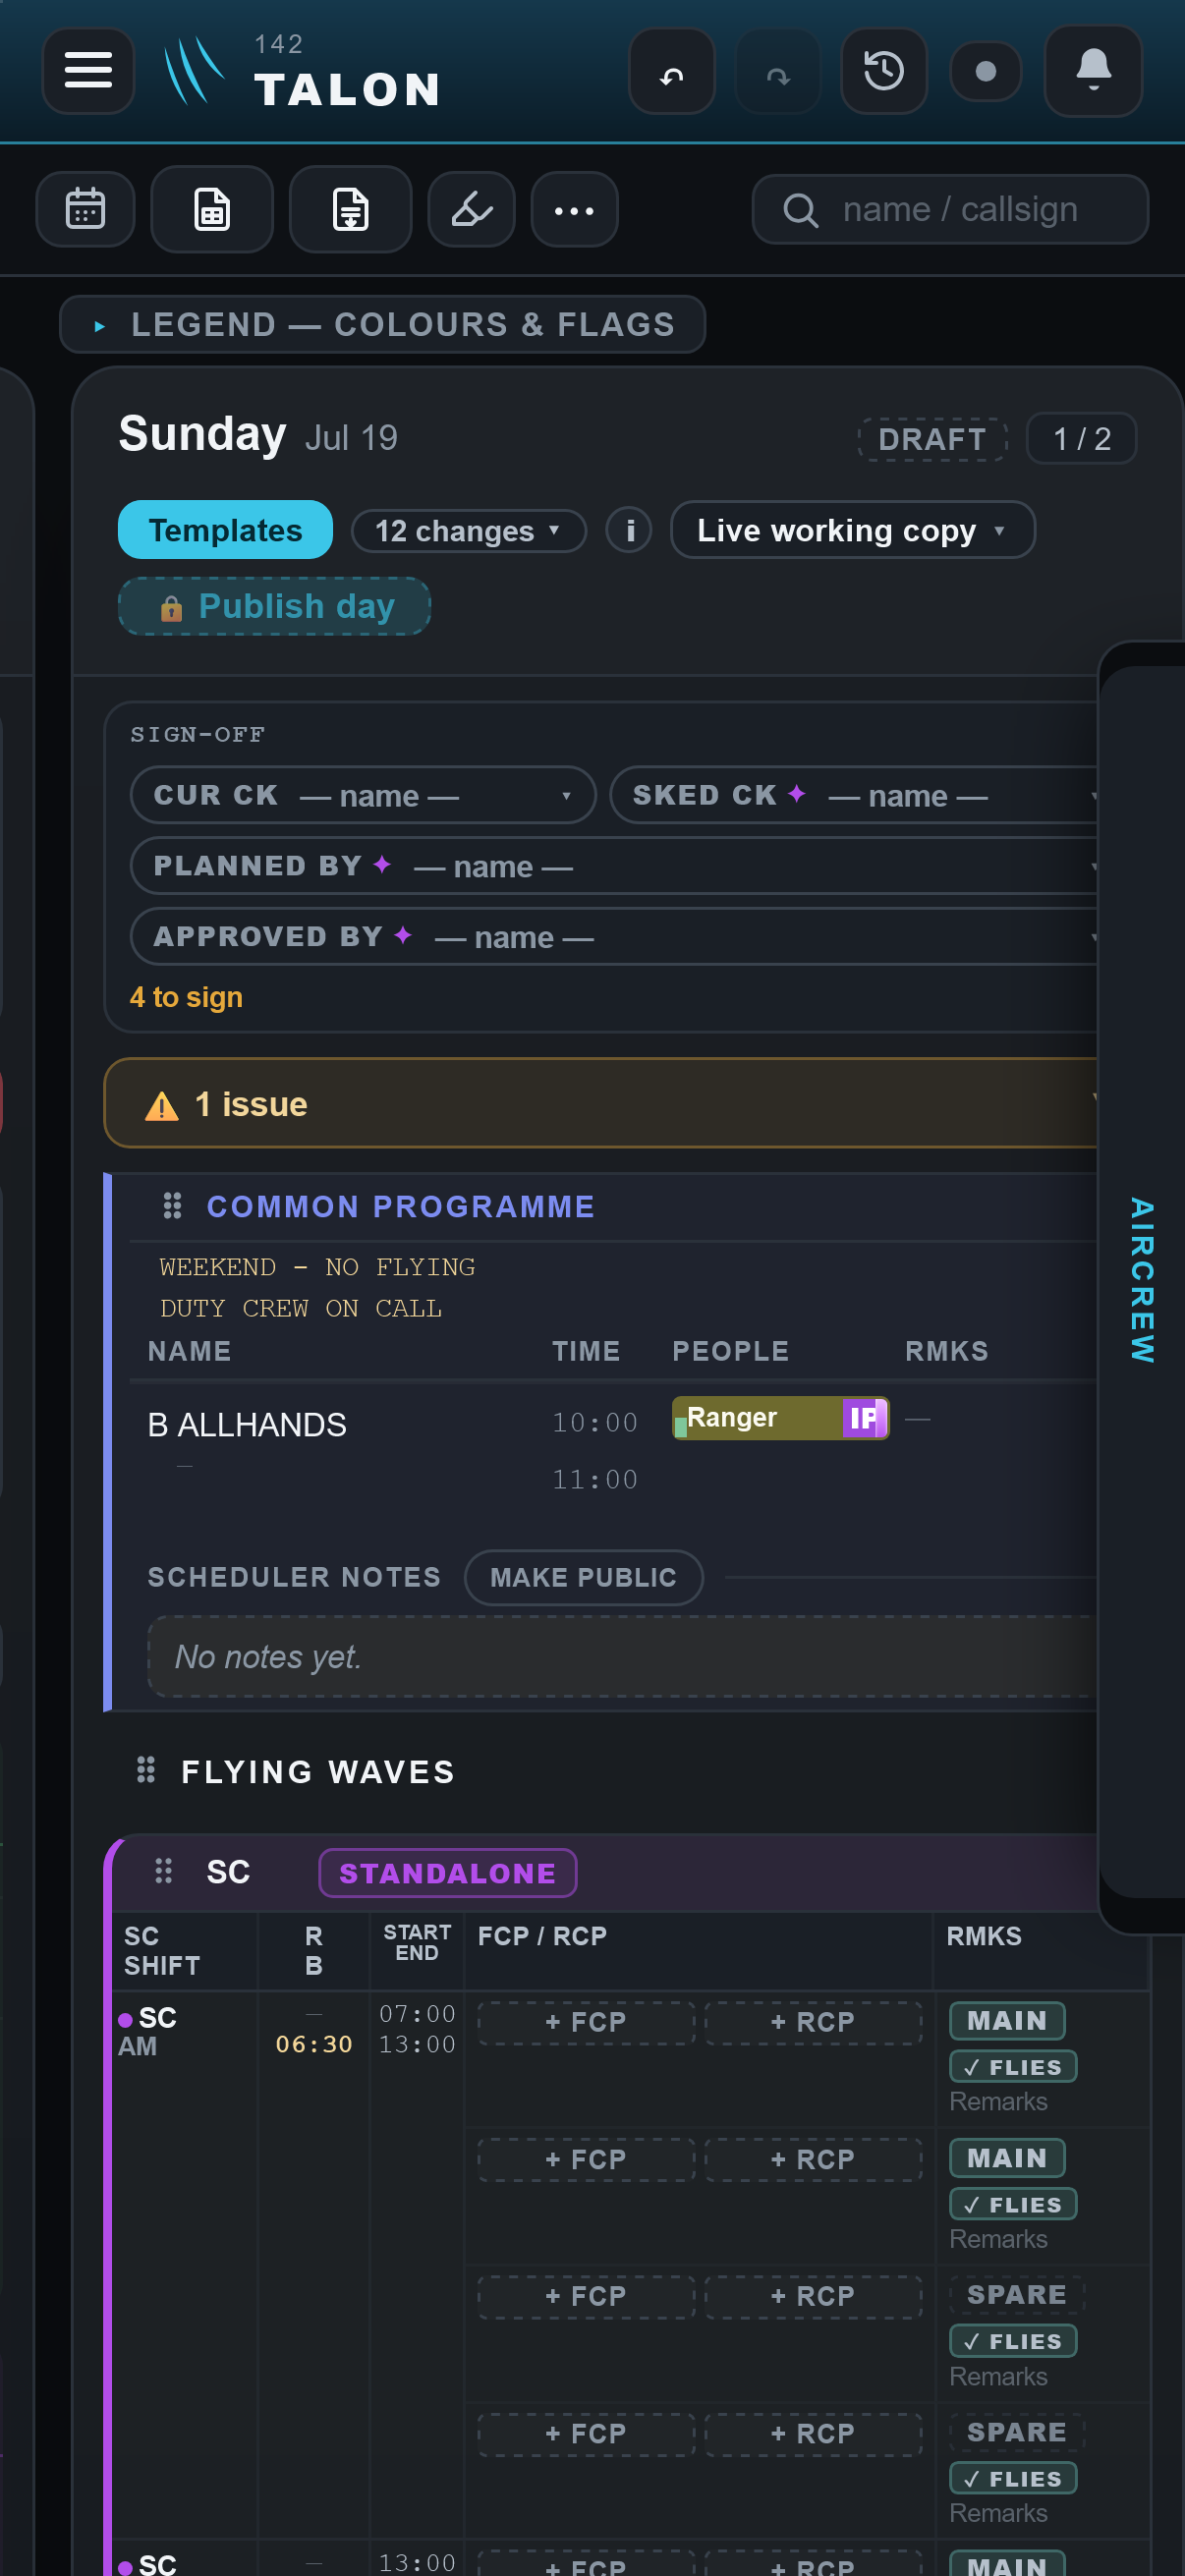 142
TALON
name / callsign
LEGEND — COLOURS & FLAGS
Sunday Jul 19 DRAFT 1 / 2
Templates 12 changes i Live working copy
Publish day
SIGN-OFF
CUR CK — name — SKED CK — name —
PLANNED BY — name —
APPROVED BY — name —
4 to sign
1 issue
AIRCREW
COMMON PROGRAMME
WEEKEND - NO FLYING
DUTY CREW ON CALL
NAME TIME PEOPLE RMKS
B ALLHANDS 10:00 Ranger IP —
— 11:00
SCHEDULER NOTES MAKE PUBLIC
No notes yet.
FLYING WAVES
SC STANDALONE
SC SHIFT R B START END FCP / RCP RMKS
SC — 07:00 + FCP + RCP MAIN
AM 06:30 13:00 ✓ FLIES
Remarks
+ FCP + RCP MAIN
✓ FLIES
Remarks
+ FCP + RCP SPARE
✓ FLIES
Remarks
+ FCP + RCP SPARE
✓ FLIES
Remarks
SC — 13:00 + FCP + RCP MAIN